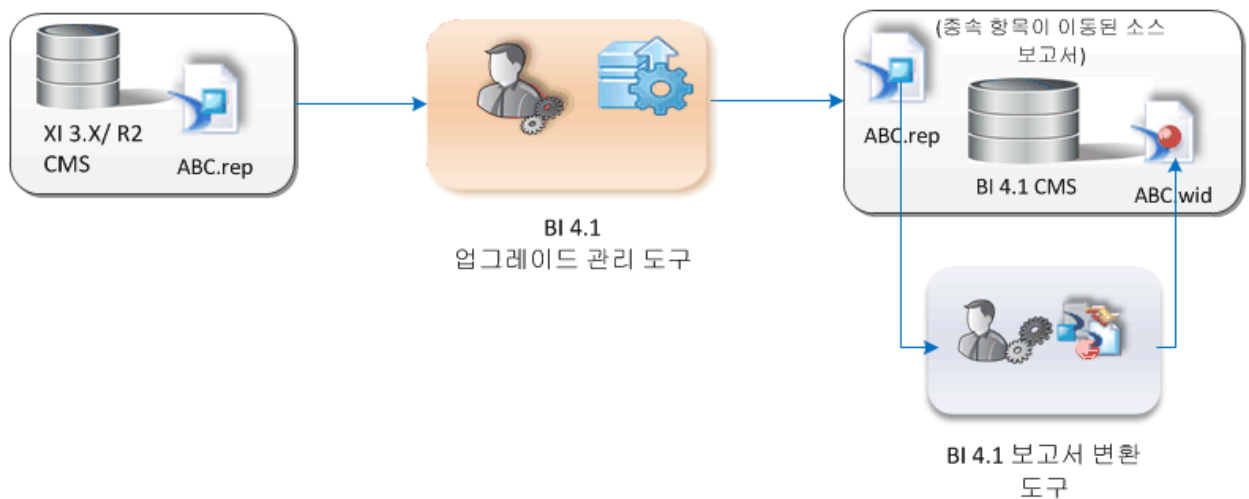 XI 3.X/ R2
CMS
ABC.rep
BI 4.1
업그레이드 관리 도구
(종속 항목이 이동된 소스
보고서)
ABC.rep
BI 4.1 CMS
ABC.wid
BI 4.1 보고서 변환
도구